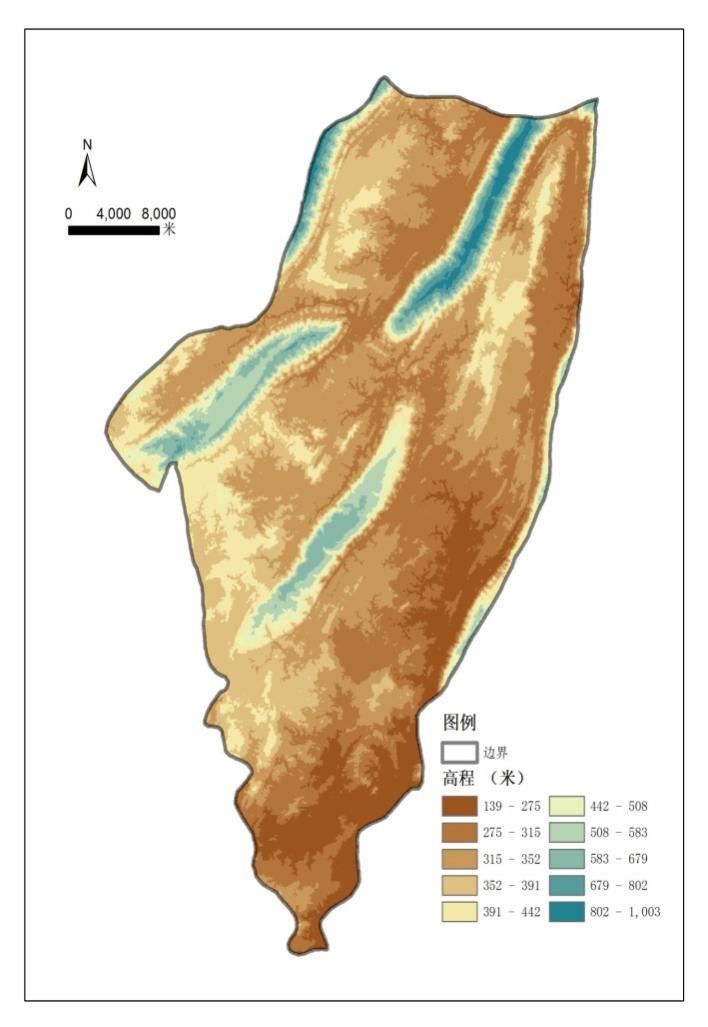 N
0 4,000 8,000
米
图例
边界
高程 （米）
139 - 275
275 - 315
315 - 352
352 - 391
391 - 442
442 - 508
508 - 583
583 - 679
679 - 802
802 - 1,003